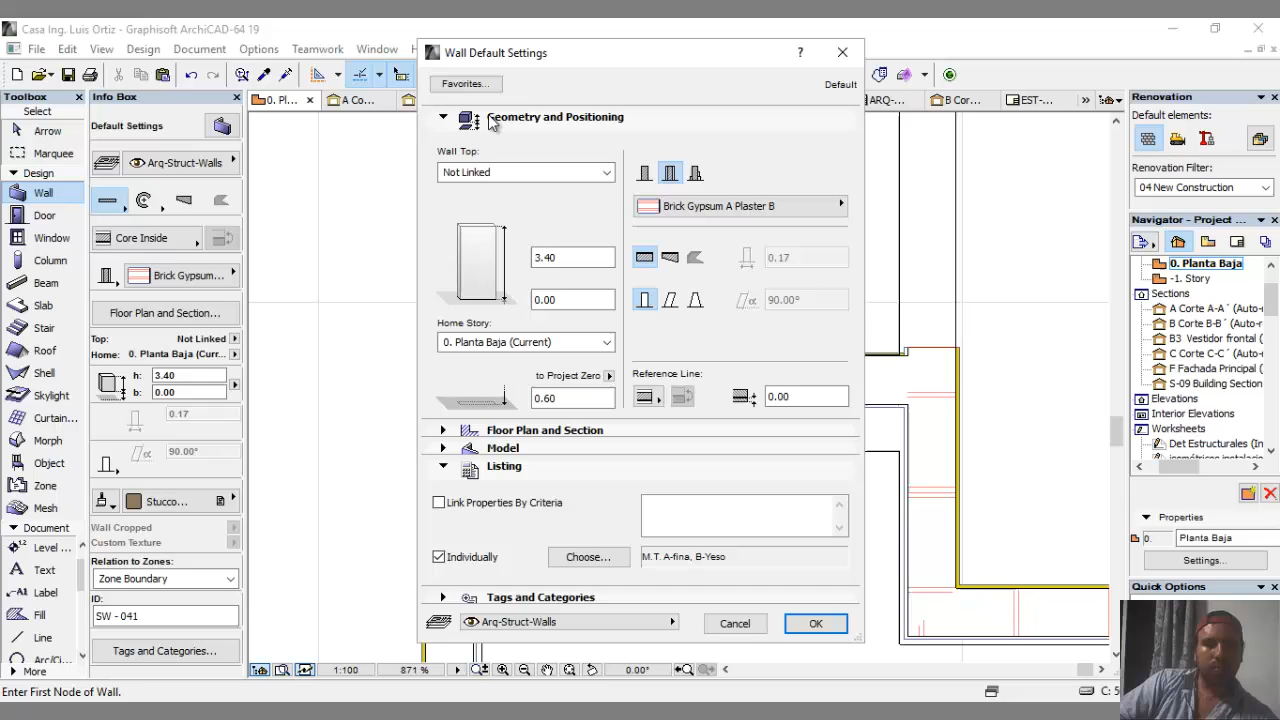 Casa Ing. Luis Ortiz - Graphisoft ArchiCAD-64 19
File Edit View Design Document Options Teamwork Window
Toolbox
Select
Arrow
Marquee
Design
Wall
Door
Window
Column
Beam
Slab
Stair
Roof
Shell
Skylight
Curtain...
Morph
Object
Zone
Mesh
Document
Level ...
Text
Label
Fill
Line
Arc/Ci
More
Info Box
Default Settings
Arq-Struct-Walls
Core Inside
Brick Gypsum...
Floor Plan and Section...
Top: Not Linked
Home: 0. Planta Baja (Curr...
h: 3.40
b: 0.00
0.17
90.00°
Stucco...
Wall Cropped
Custom Texture
Relation to Zones:
Zone Boundary
ID:
SW - 041
Tags and Categories...
0. Pl...
A Co...
ARQ-...
B Cor...
EST-...
Wall Default Settings
?
Favorites...
Default
Geometry and Positioning
Wall Top:
Not Linked
3.40
0.00
Home Story:
0. Planta Baja (Current)
to Project Zero
0.60
Brick Gypsum A Plaster B
0.17
90.00°
Reference Line:
0.00
Floor Plan and Section
Model
Listing
Link Properties By Criteria
Individually
Choose...
M.T. A-fina, B-Yeso
Tags and Categories
Arq-Struct-Walls
Cancel
OK
Renovation
Default elements:
Renovation Filter:
04 New Construction
Navigator - Project ...
0. Planta Baja
-1. Story
Sections
A Corte A-A´ (Auto-r
B Corte B-B´ (Auto-r
B3 Vestidor frontal (
C Corte C-C´ (Auto-r
F Fachada Principal (
S-09 Building Section
Elevations
Interior Elevations
Worksheets
Det Estructurales (In
Properties
0. Planta Baja
Settings...
Quick Options
1:100
871 %
0.00°
Enter First Node of Wall.
C: 5